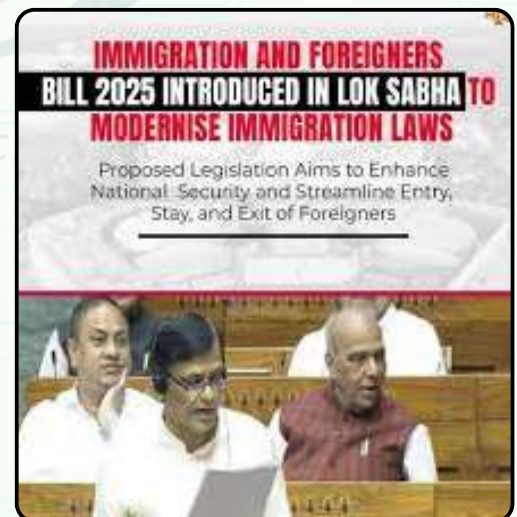 IMMIGRATION AND FOREIGNERS
BILL 2025 INTRODUCED IN LOK SABHA TO
MODERNISE IMMIGRATION LAWS
Proposed Legislation Aims to Enhance
National Security and Streamline Entry,
Stay, and Exit of Foreigners